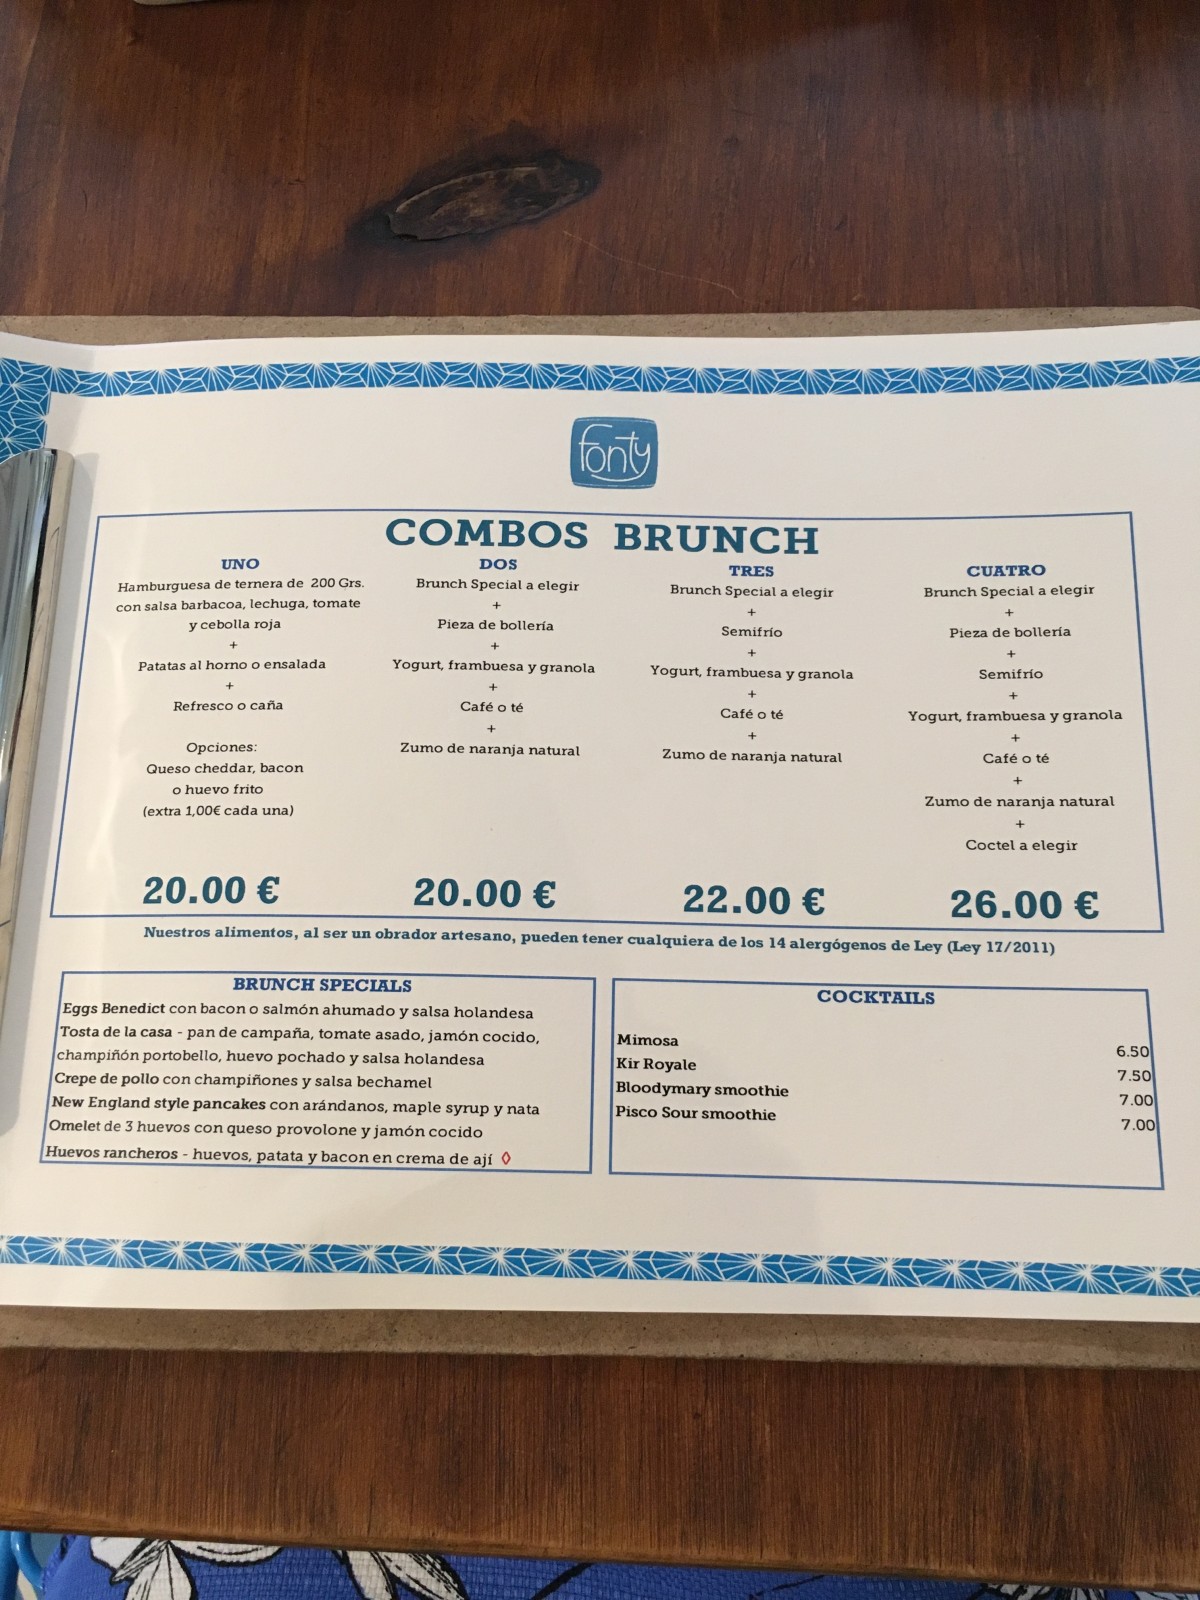 Fonty
COMBOS BRUNCH
UNO
Hamburguesa de ternera de 200 Grs.
con salsa barbacoa, lechuga, tomate
y cebolla roja
+
Patatas al horno o ensalada
+
Refresco o caña
Opciones:
Queso cheddar, bacon
o huevo frito
(extra 1,00€ cada una)
20.00 €
DOS
Brunch Special a elegir
+
Pieza de bollería
+
Yogurt, frambuesa y granola
+
Café o té
+
Zumo de naranja natural
20.00 €
TRES
Brunch Special a elegir
+
Semifrío
+
Yogurt, frambuesa y granola
+
Café o té
+
Zumo de naranja natural
22.00 €
CUATRO
Brunch Special a elegir
+
Pieza de bollería
+
Semifrío
+
Yogurt, frambuesa y granola
+
Café o té
+
Zumo de naranja natural
+
Coctel a elegir
26.00 €
Nuestros alimentos, al ser un obrador artesano, pueden tener cualquiera de los 14 alergógenos de Ley (Ley 17/2011)
BRUNCH SPECIALS
Eggs Benedict con bacon o salmón ahumado y salsa holandesa
Tosta de la casa - pan de campaña, tomate asado, jamón cocido,
champiñón portobello, huevo pochado y salsa holandesa
Crepe de pollo con champiñones y salsa bechamel
New England style pancakes con arándanos, maple syrup y nata
Omelet de 3 huevos con queso provolone y jamón cocido
Huevos rancheros - huevos, patata y bacon en crema de ají ◊
COCKTAILS
Mimosa 6.50
Kir Royale 7.50
Bloodymary smoothie 7.00
Pisco Sour smoothie 7.00